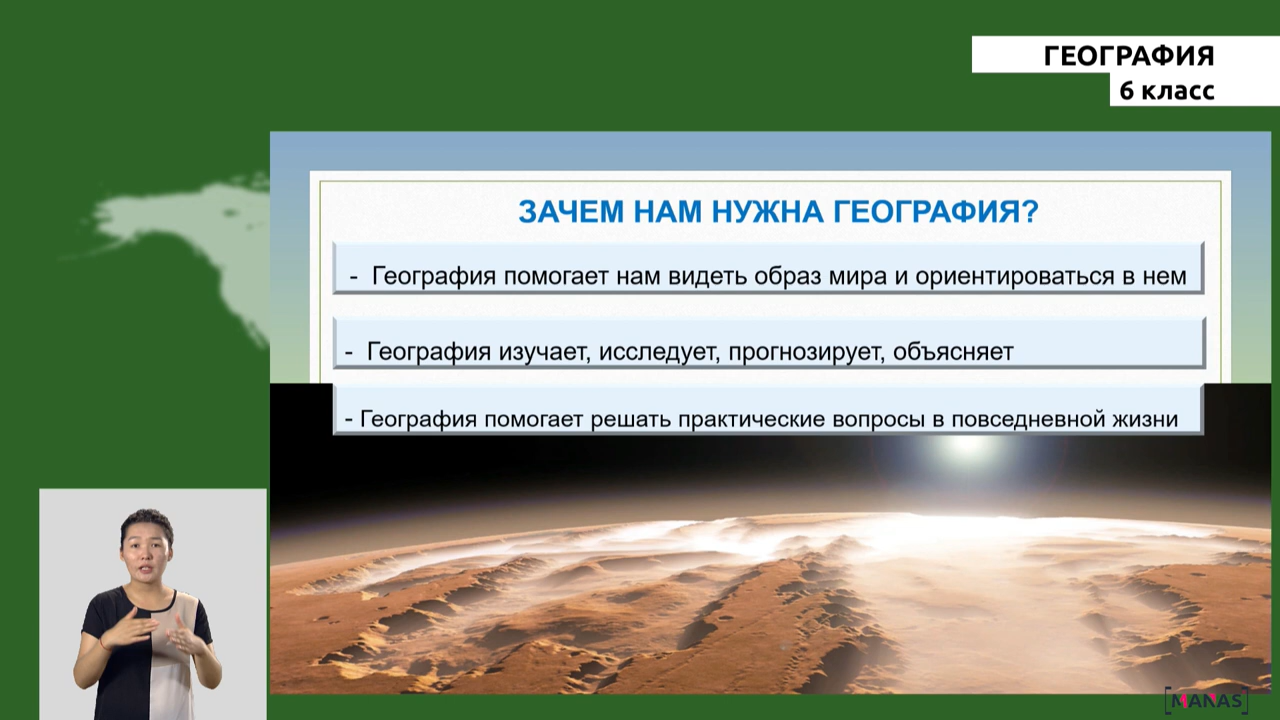 ГЕОГРАФИЯ
6 класс
ЗАЧЕМ НАМ НУЖНА ГЕОГРАФИЯ?
- География помогает нам видеть образ мира и ориентироваться в нем
- География изучает, исследует, прогнозирует, объясняет
- География помогает решать практические вопросы в повседневной жизни
[MANAS]